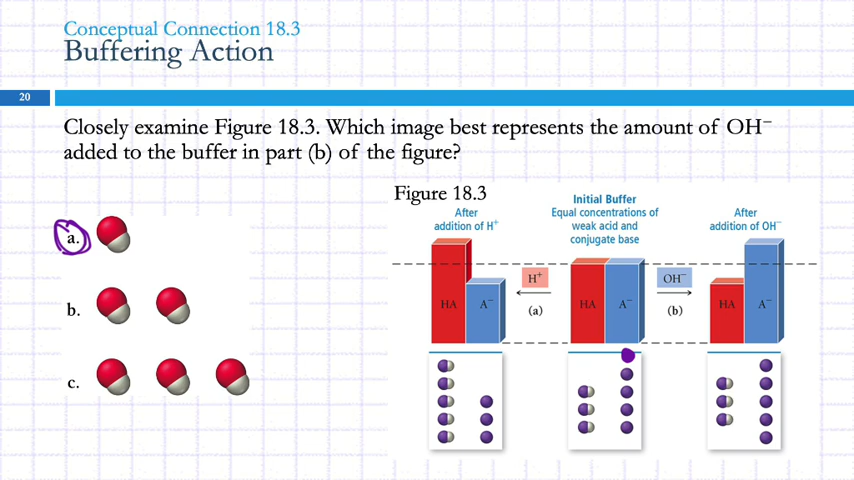 Conceptual Connection 18.3
Buffering Action
20
Closely examine Figure 18.3. Which image best represents the amount of OH⁻
added to the buffer in part (b) of the figure?
a.
b.
c.
Figure 18.3
After
addition of H⁺
Initial Buffer
Equal concentrations of
weak acid and
conjugate base
After
addition of OH⁻
HA A⁻
H⁺
(a)
HA A⁻
OH⁻
(b)
HA A⁻